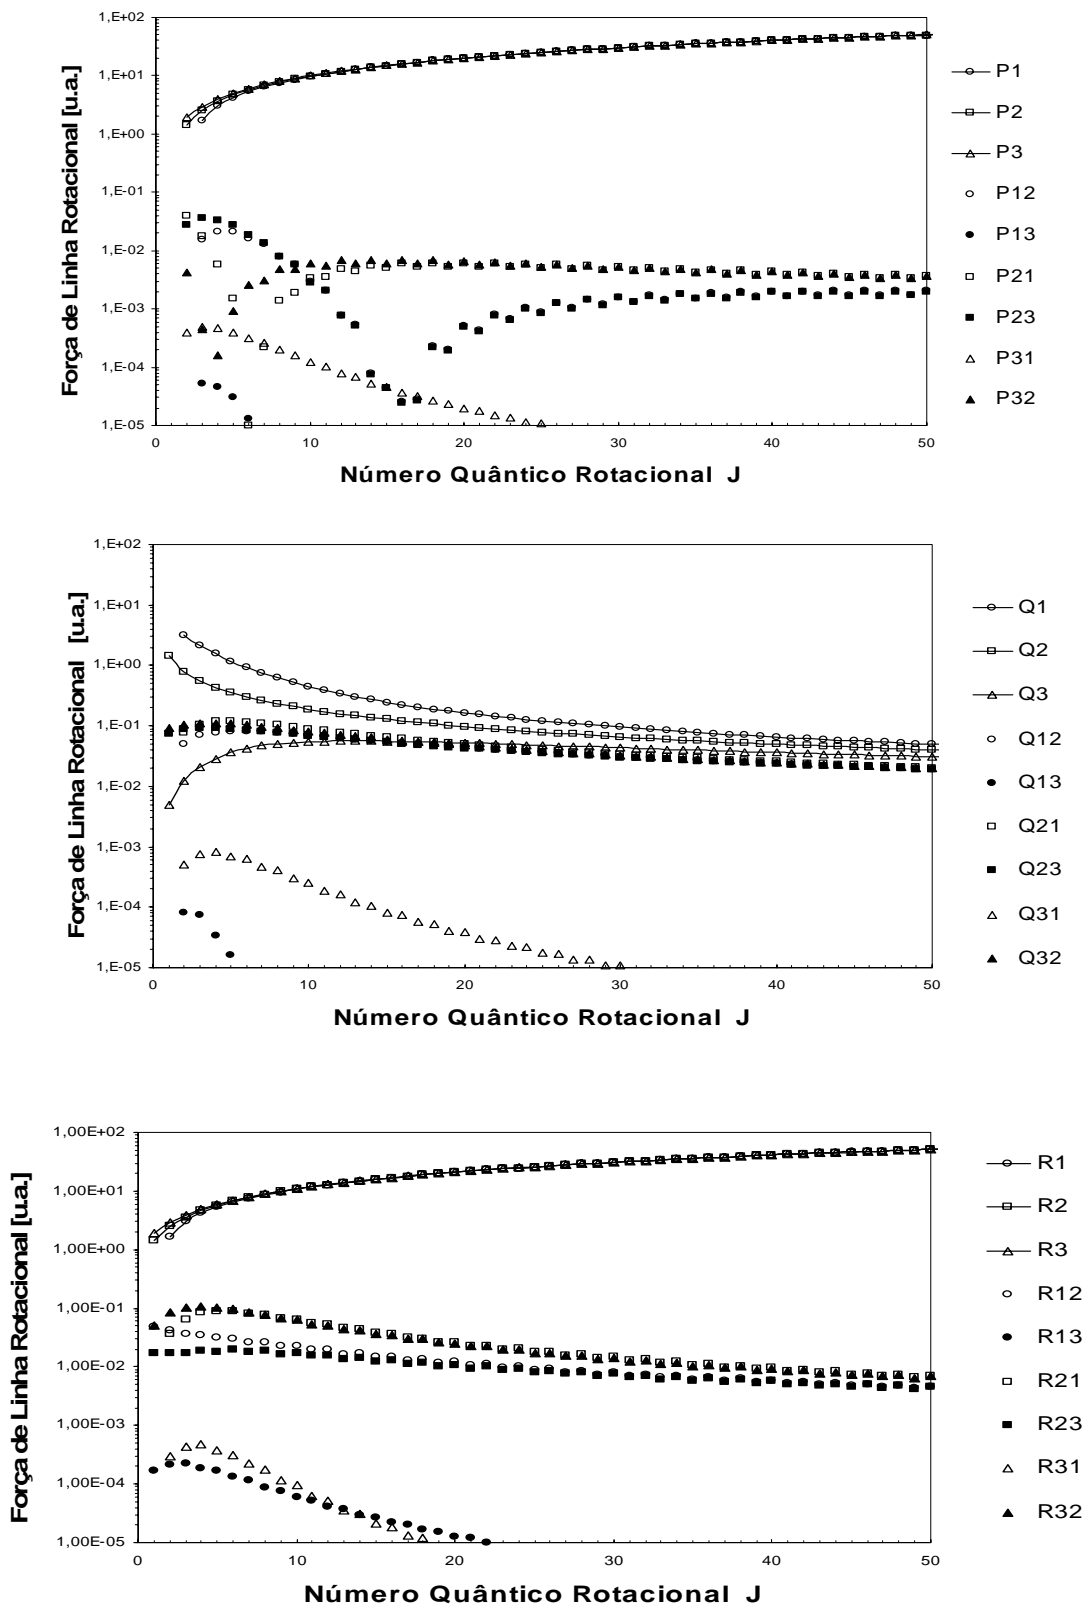 Força de Linha Rotacional [u.a.]
1,E+02
1,E+01
1,E+00
1,E-01
1,E-02
1,E-03
1,E-04
1,E-05
0
10
20
30
40
50
Número Quântico Rotacional J
P1
P2
P3
P12
P13
P21
P23
P31
P32
Força de Linha Rotacional [u.a.]
1,E+02
1,E+01
1,E+00
1,E-01
1,E-02
1,E-03
1,E-04
1,E-05
0
10
20
30
40
50
Número Quântico Rotacional J
Q1
Q2
Q3
Q12
Q13
Q21
Q23
Q31
Q32
Força de Linha Rotacional [u.a.]
1,00E+02
1,00E+01
1,00E+00
1,00E-01
1,00E-02
1,00E-03
1,00E-04
1,00E-05
0
10
20
30
40
50
Número Quântico Rotacional J
R1
R2
R3
R12
R13
R21
R23
R31
R32